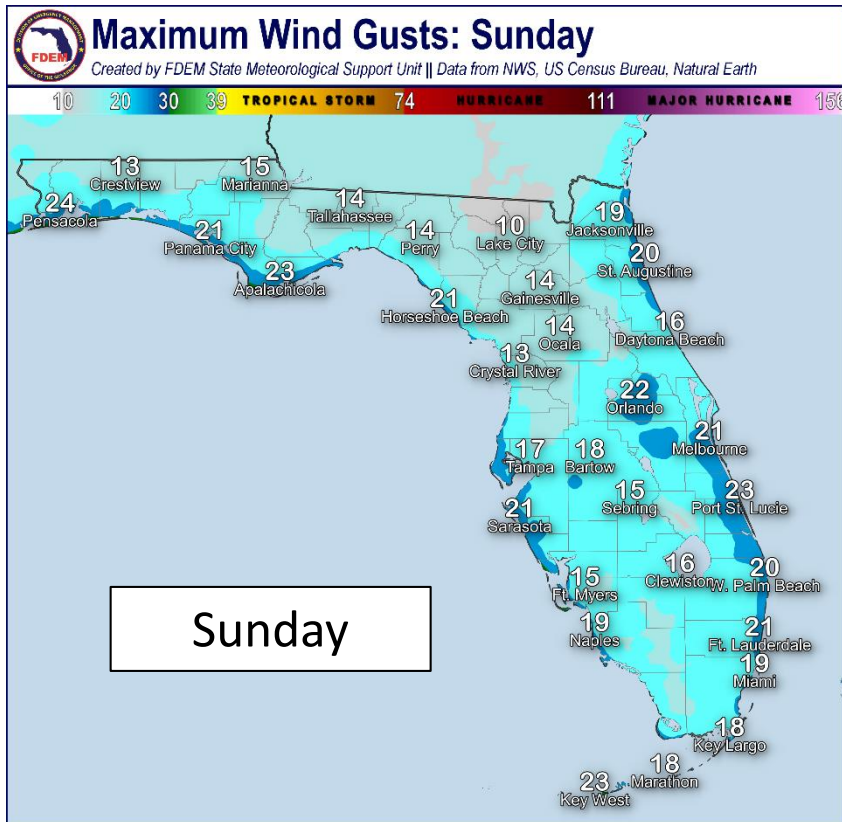 Maximum Wind Gusts: Sunday
Created by FDEM State Meteorological Support Unit || Data from NWS, US Census Bureau, Natural Earth
FDEM
10 20 30 39 TROPICAL STORM 74 HURRICANE 111 MAJOR HURRICANE 156
13
Crestview
15
Marianna
24
Pensacola
14
Tallahassee
21
Panama City
14
Perry
10
Lake City
19
Jacksonville
23
Apalachicola
20
St. Augustine
21
Horseshoe Beach
14
Gainesville
14
Ocala
16
Daytona Beach
13
Crystal River
22
Orlando
21
Melbourne
17
Tampa
18
Bartow
15
Sebring
23
Port St. Lucie
21
Sarasota
15
Ft. Myers
16
Clewiston
20
W. Palm Beach
Sunday
19
Naples
21
Ft. Lauderdale
19
Miami
18
Key Largo
18
Marathon
23
Key West